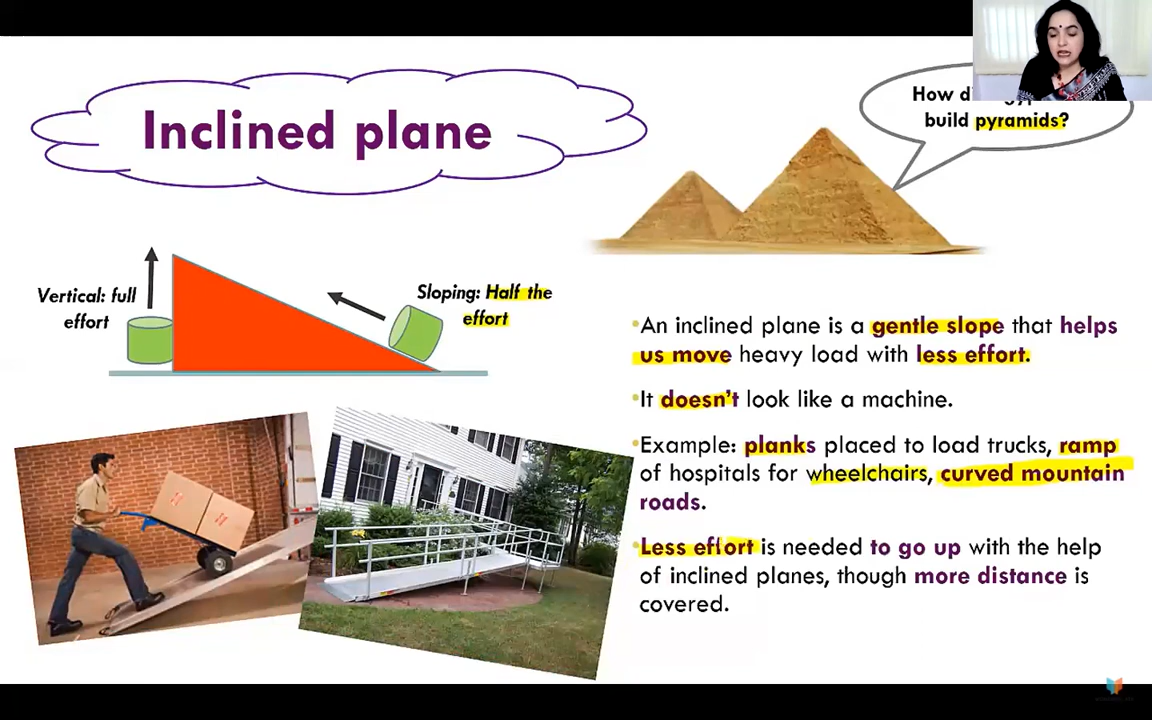 Inclined plane
How d
build pyramids?
Vertical: full
effort
Sloping: Half the
effort
•An inclined plane is a gentle slope that helps
us move heavy load with less effort.
•It doesn't look like a machine.
•Example: planks placed to load trucks, ramp
of hospitals for wheelchairs, curved mountain
roads.
•Less effort is needed to go up with the help
of inclined planes, though more distance is
covered.